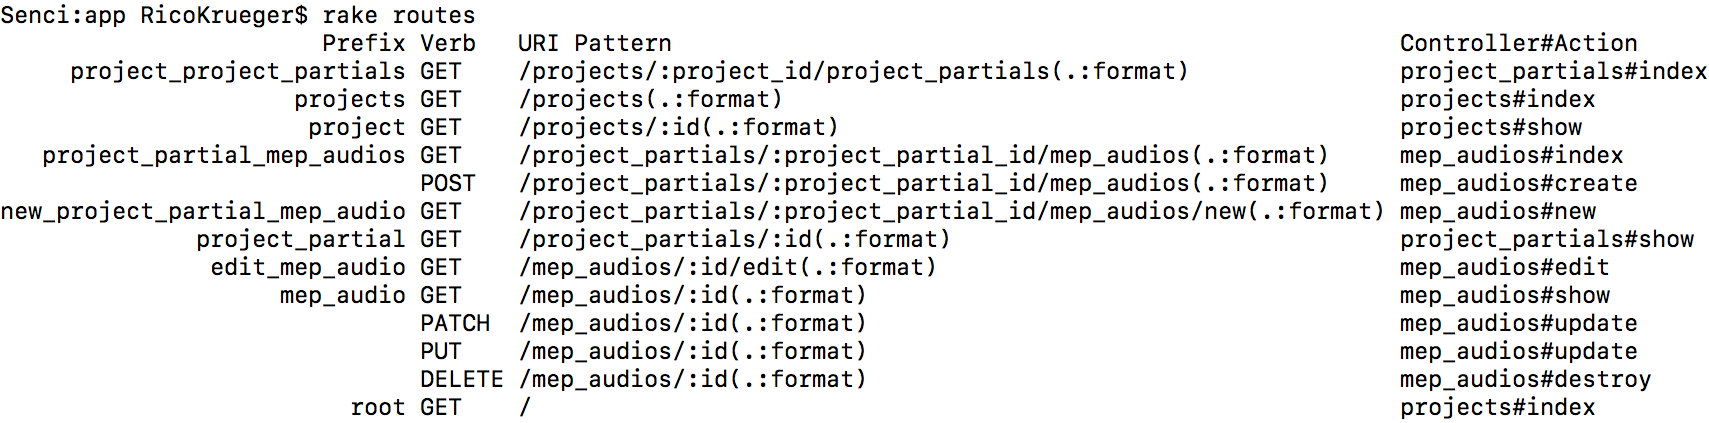 Senci:app RicoKrueger$ rake routes
Prefix Verb URI Pattern Controller#Action
project_project_partials GET /projects/:project_id/project_partials(.:format) project_partials#index
projects GET /projects(.:format) projects#index
project GET /projects/:id(.:format) projects#show
project_partial_mep_audios GET /project_partials/:project_partial_id/mep_audios(.:format) mep_audios#index
POST /project_partials/:project_partial_id/mep_audios(.:format) mep_audios#create
new_project_partial_mep_audio GET /project_partials/:project_partial_id/mep_audios/new(.:format) mep_audios#new
project_partial GET /project_partials/:id(.:format) project_partials#show
edit_mep_audio GET /mep_audios/:id/edit(.:format) mep_audios#edit
mep_audio GET /mep_audios/:id(.:format) mep_audios#show
PATCH /mep_audios/:id(.:format) mep_audios#update
PUT /mep_audios/:id(.:format) mep_audios#update
DELETE /mep_audios/:id(.:format) mep_audios#destroy
root GET / projects#index